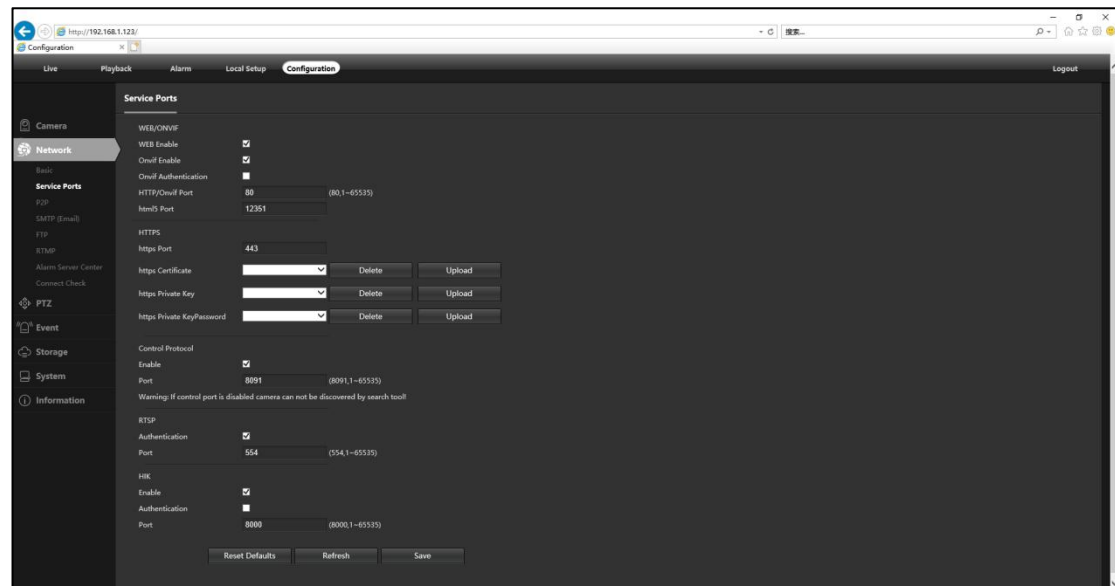 http://192.168.1.123/
搜索...
Configuration
Live Playback Alarm Local Setup Configuration Logout
Service Ports
Camera
Network
Basic
Service Ports
P2P
SMTP (Email)
FTP
RTMP
Alarm Server Center
Connect Check
PTZ
Event
Storage
System
Information
WEB/ONVIF
WEB Enable
Onvif Enable
Onvif Authentication
HTTP/Onvif Port 80 (80,1~65535)
html5 Port 12351
HTTPS
https Port 443
https Certificate Delete Upload
https Private Key Delete Upload
https Private KeyPassword Delete Upload
Control Protocol
Enable
Port 8091 (8091,1~65535)
Warning: If control port is disabled camera can not be discovered by search tool!
RTSP
Authentication
Port 554 (554,1~65535)
HIK
Enable
Authentication
Port 8000 (8000,1~65535)
Reset Defaults Refresh Save